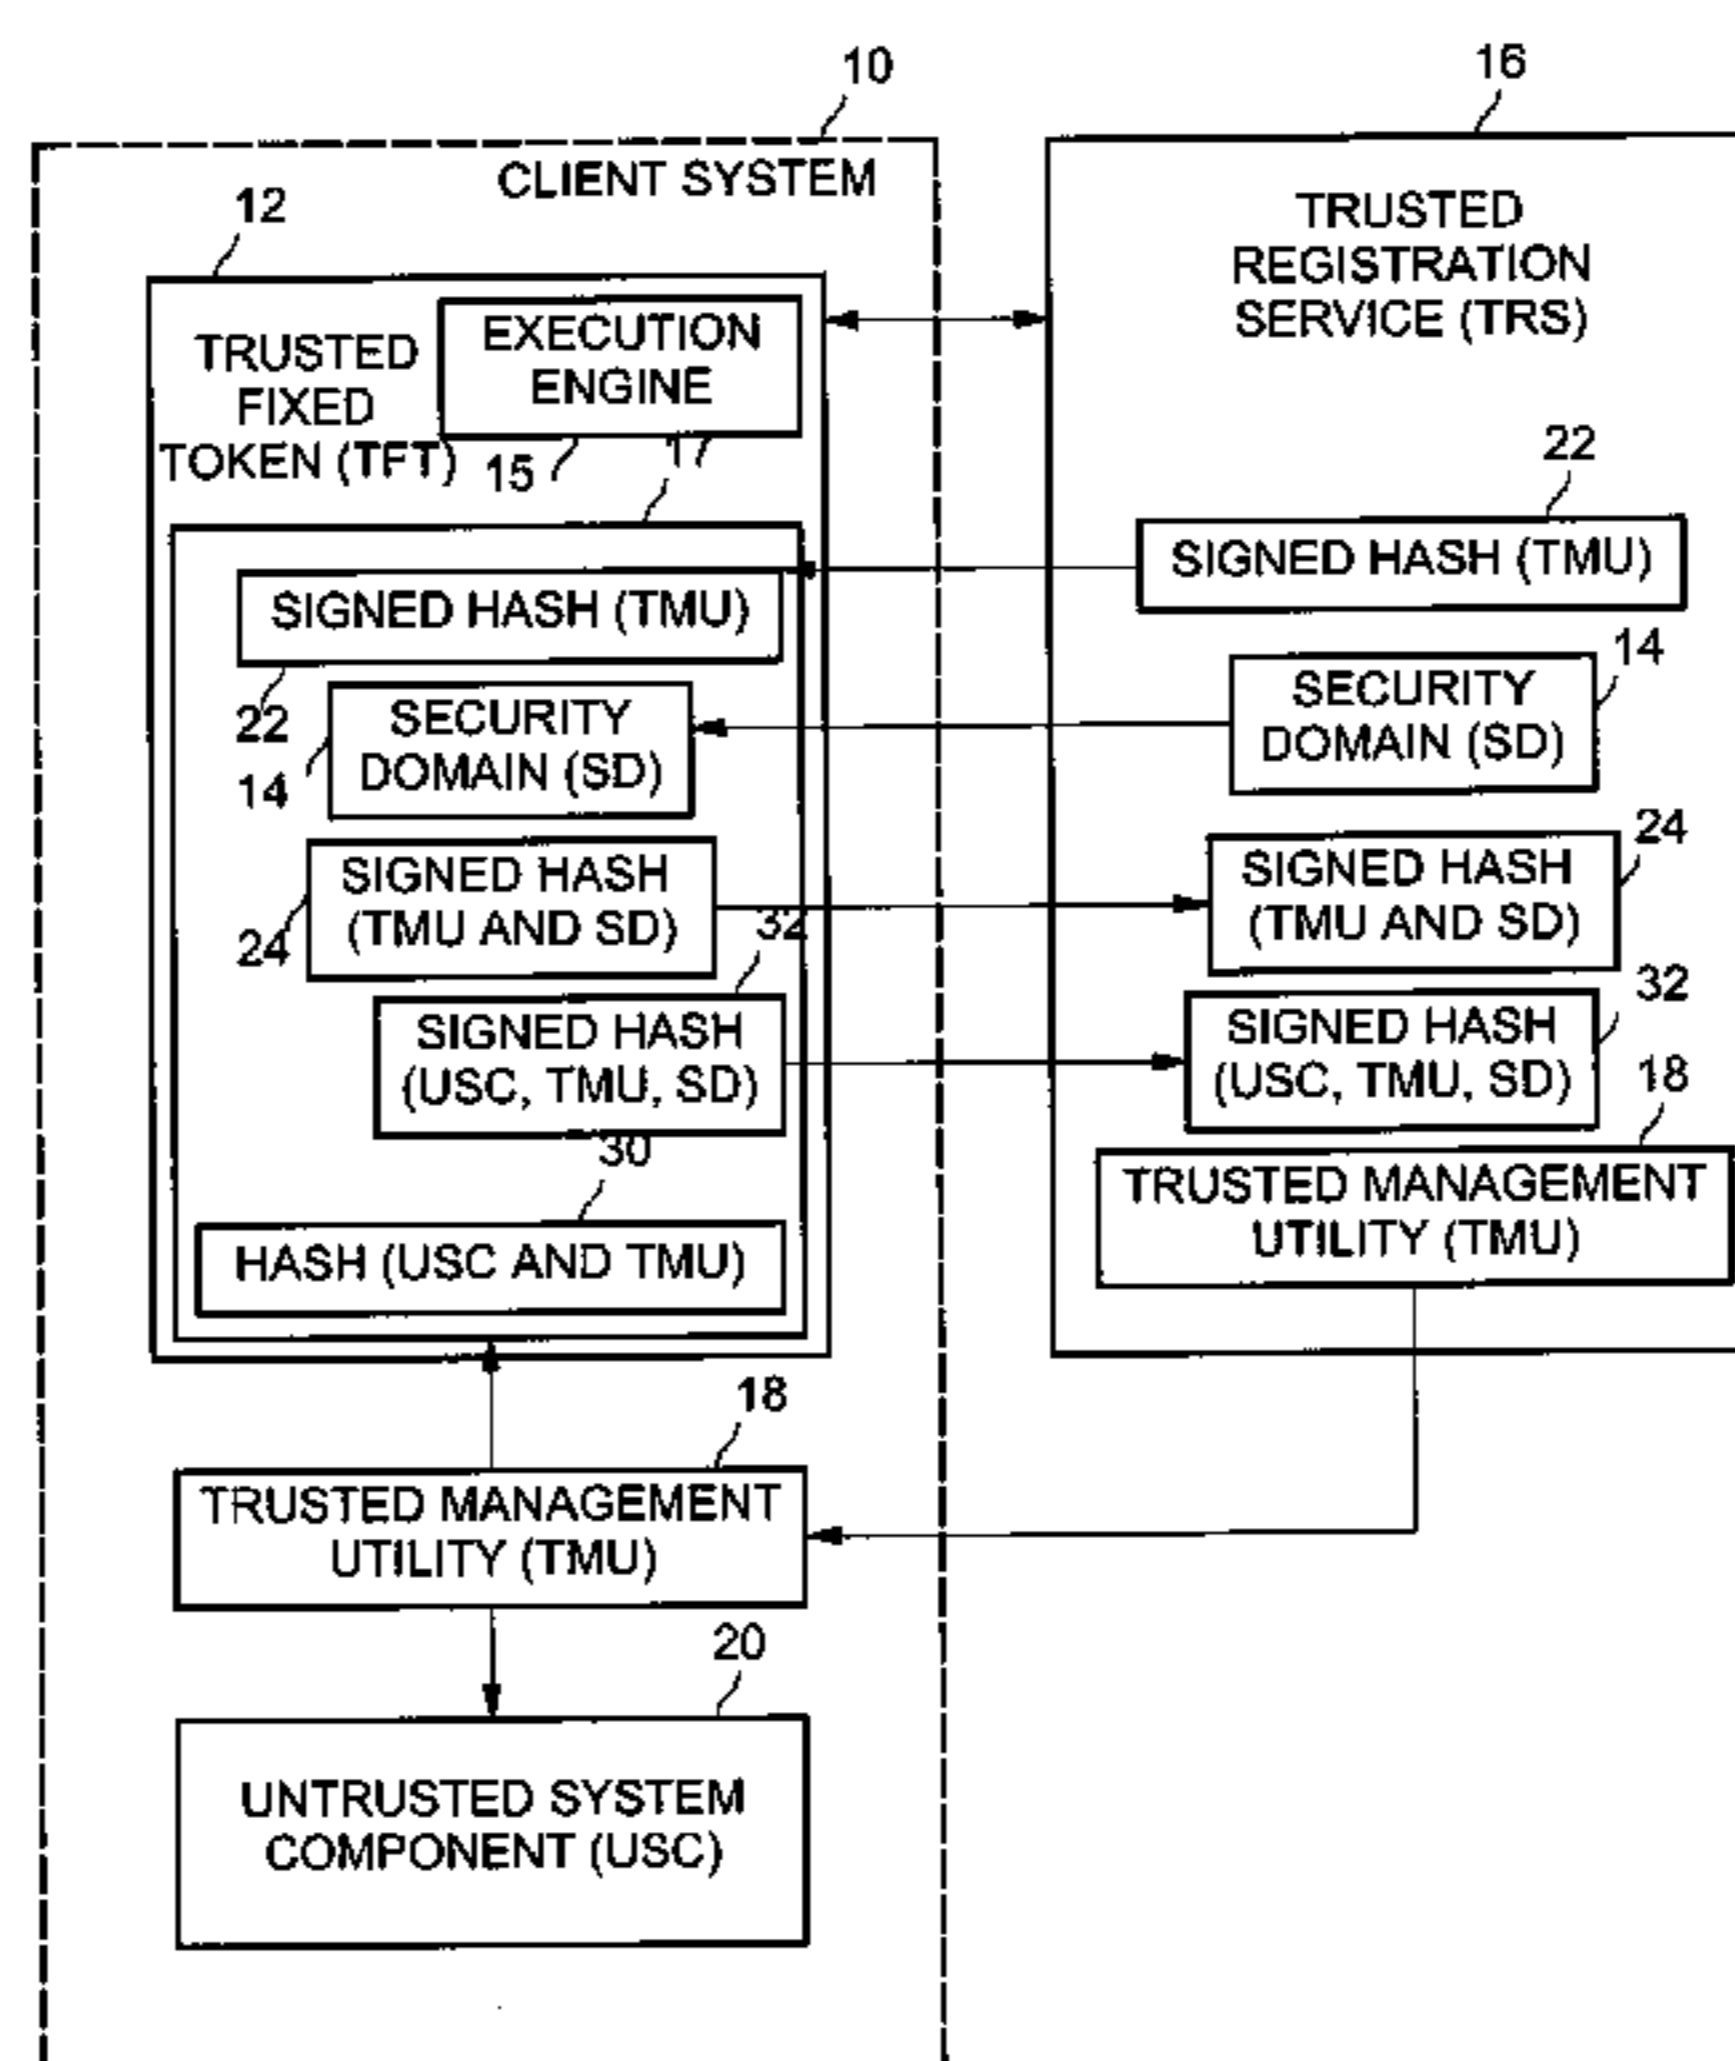 10
16
CLIENT SYSTEM
12
TRUSTED
REGISTRATION
SERVICE (TRS)
EXECUTION
ENGINE
TRUSTED
FIXED
TOKEN (TFT)
15
17
22
SIGNED HASH (TMU)
SIGNED HASH (TMU)
22
14
SECURITY
DOMAIN (SD)
SECURITY
DOMAIN (SD)
14
24
SIGNED HASH
(TMU AND SD)
SIGNED HASH
(TMU AND SD)
24
32
32
SIGNED HASH
(USC, TMU, SD)
SIGNED HASH
(USC, TMU, SD)
18
30
TRUSTED MANAGEMENT
UTILITY (TMU)
HASH (USC AND TMU)
18
TRUSTED MANAGEMENT
UTILITY (TMU)
20
UNTRUSTED SYSTEM
COMPONENT (USC)